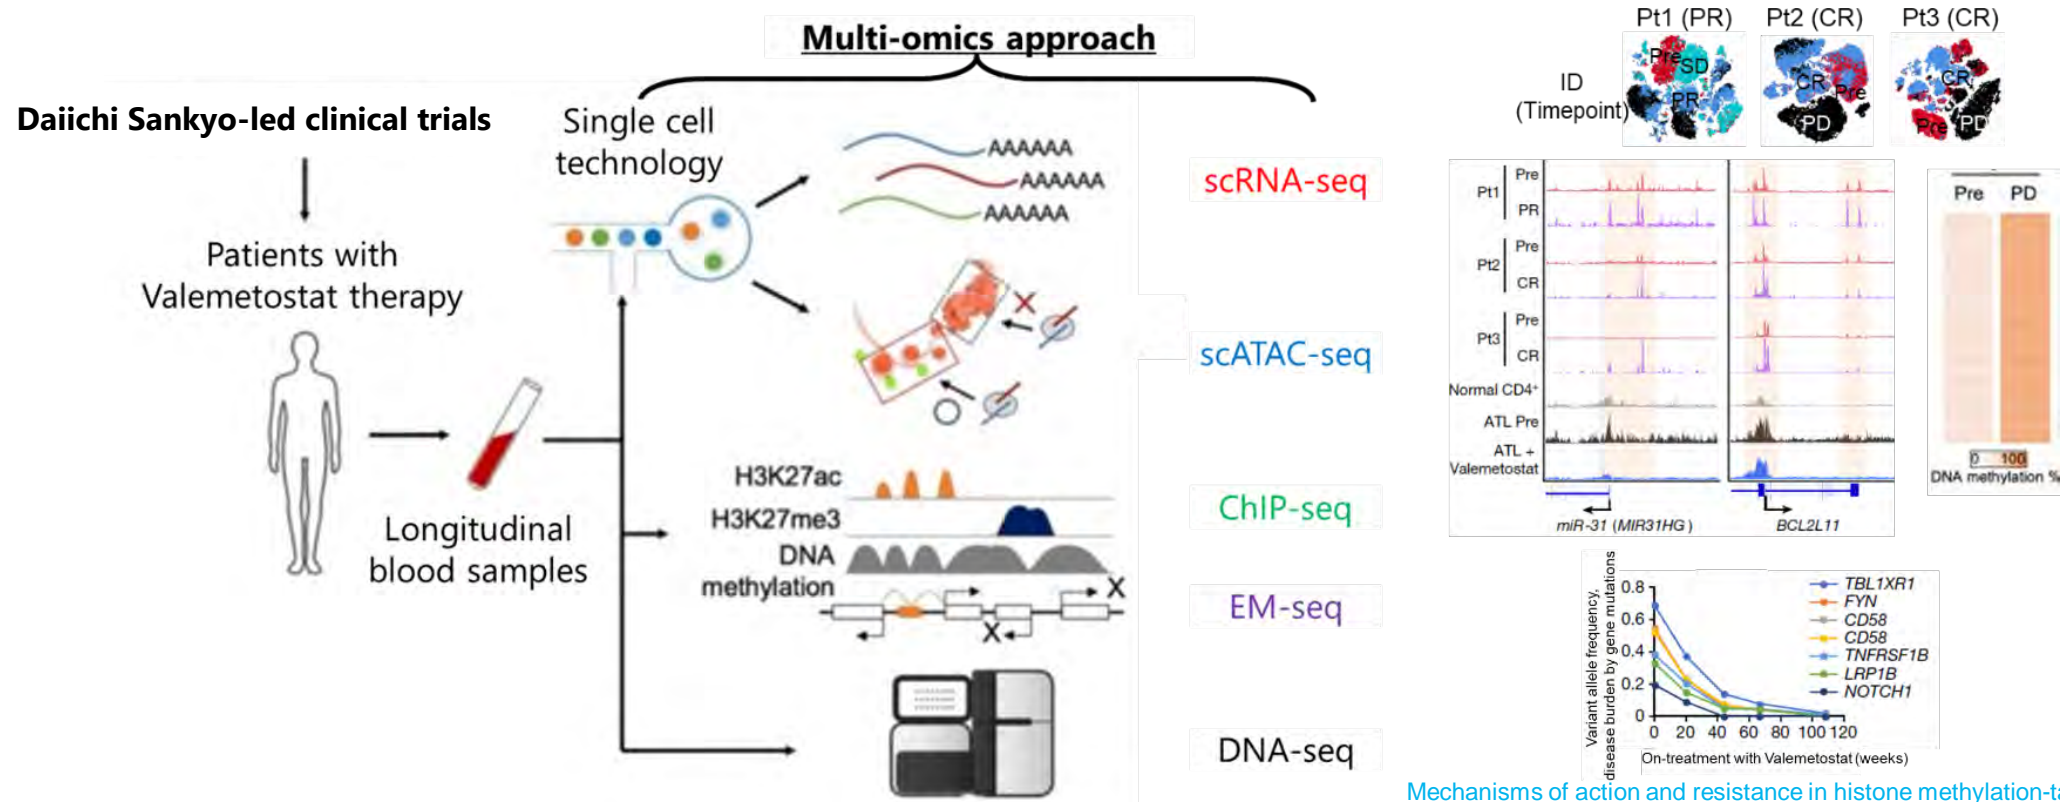 Multi-omics approach
Daiichi Sankyo-led clinical trials
Patients with
Valemetostat therapy
Longitudinal
blood samples
Single cell
technology
AAAAAA
AAAAAA
AAAAAA
H3K27ac
H3K27me3
DNA
methylation
X
X
scRNA-seq
scATAC-seq
ChIP-seq
EM-seq
DNA-seq
Pt1 (PR)
Pt2 (CR)
Pt3 (CR)
ID
(Timepoint)
Pre
SD
PR
CR
Pre
PD
CR
Pre
PD
Pt1
Pre
PR
Pt2
Pre
CR
Pt3
Pre
CR
Normal CD4+
ATL Pre
ATL +
Valemetostat
miR-31 (MIR31HG)
BCL2L11
Pre
PD
0
100
DNA methylation %
Variant allele frequency,
disease burden by gene mutations
0.8
0.6
0.4
0.2
0
0 20 40 60 80 100 120
On-treatment with Valemetostat (weeks)
TBL1XR1
FYN
CD58
CD58
TNFRSF1B
LRP1B
NOTCH1
Mechanisms of action and resistance in histone methylation-ta